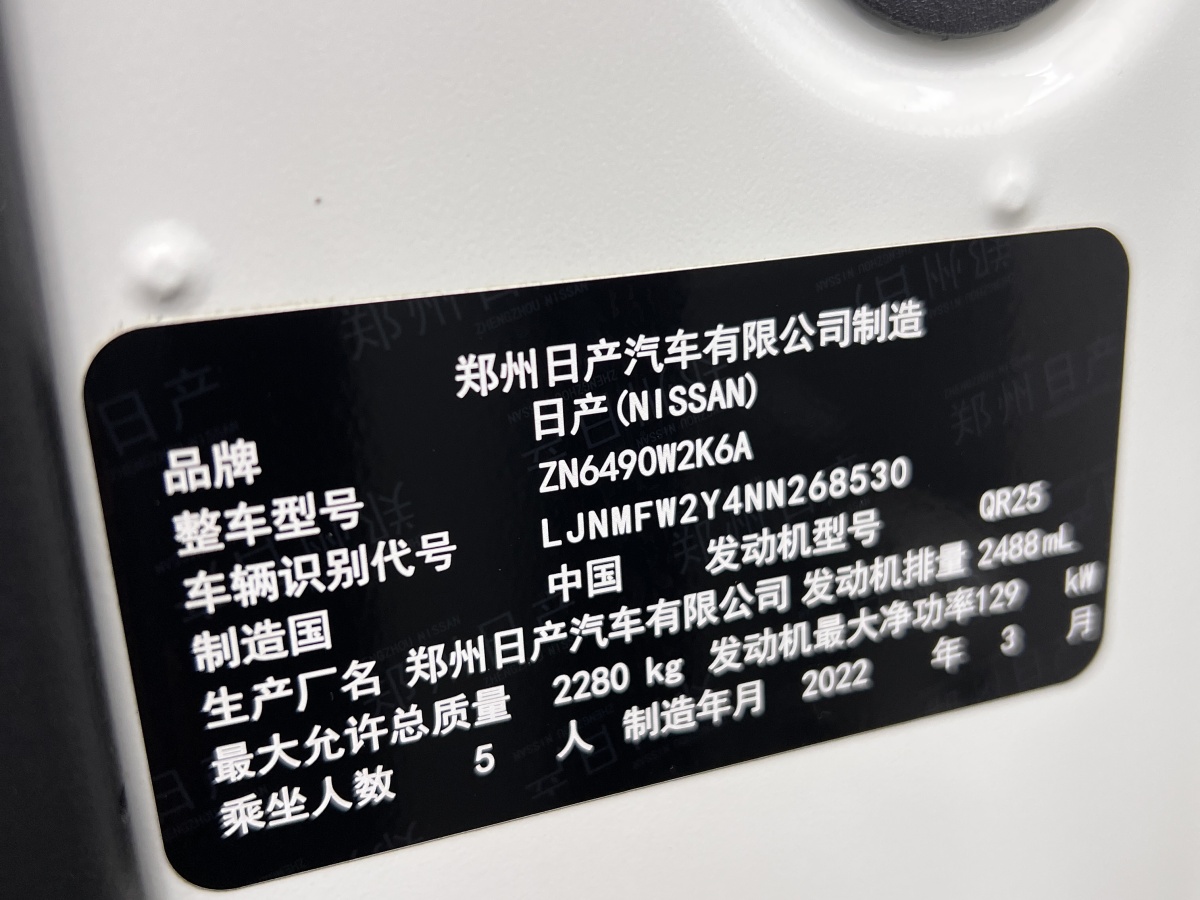 郑州日产汽车有限公司制造
品牌 日产(NISSAN)
整车型号 ZN6490W2K6A
车辆识别代号 LJNMFW2Y4NN268530
制造国 中国 发动机型号 QR25
生产厂名 郑州日产汽车有限公司 发动机排量 2488mL
最大允许总质量 2280 kg 发动机最大净功率129 kW
乘坐人数 5 人 制造年月 2022 年 3 月